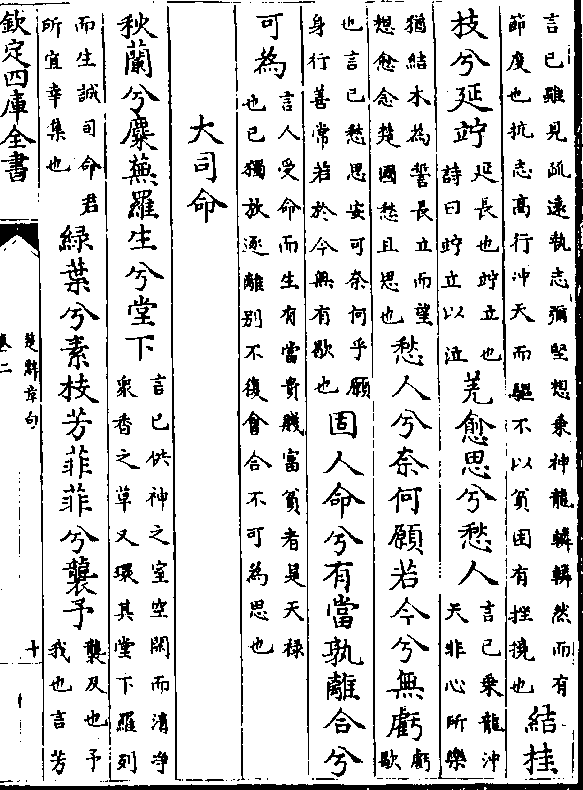 言已雖見疏遠執志彌堅想乘神龍轔轔然而有
節度也抗志高行沖天而驅不以貧困有挫撓也
結桂
枝兮延竚
延長也竚立也
詩曰竚立以泣
羌愈思兮愁人
言已乘龍沖
天非心所樂
猶結木為誓長立而望
想愈念楚國愁且思也
愁人兮奈何願若今兮無虧
虧
歇
也言已愁思安可奈何乎願
身行善常若於今無有歇也
固人命兮有當孰離合兮
可為
言人受命而生有當貴賤富貧者是天祿
也已獨放逐離別不復會合不可為思也
大司命
秋蘭兮麋蕪羅生兮堂下
言已供神之室空閑而清淨
衆香之草又環其堂下羅列
而生誠司命君
所宜幸集也
緑葉兮素枝芳菲菲兮襲予
襲及也予
我也言芳
欽定四庫全書
楚辭章句
卷二
十